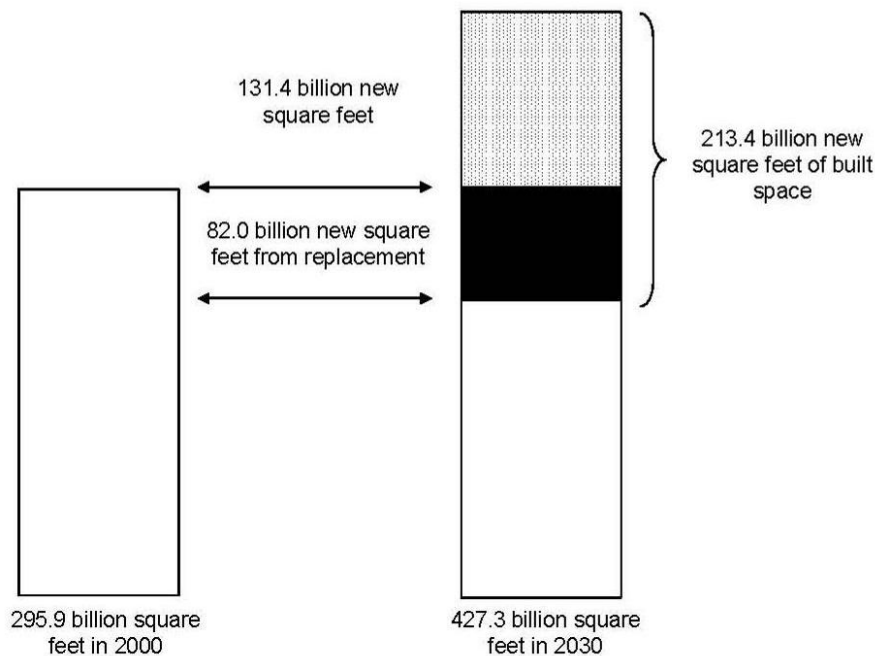 131.4 billion new
square feet
213.4 billion new
square feet of built
space
82.0 billion new square
feet from replacement
295.9 billion square
feet in 2000
427.3 billion square
feet in 2030